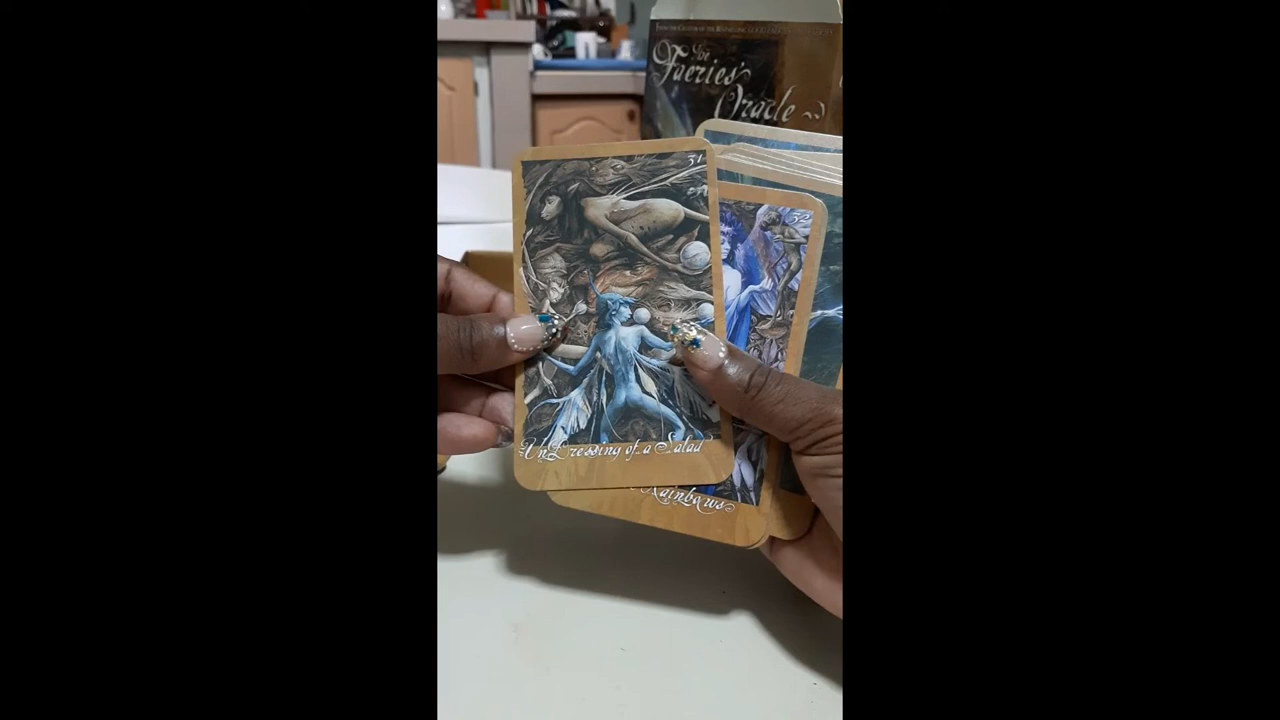 The
Faeries'
Oracle
31
32
UnDressing of a Salad
Rainbows